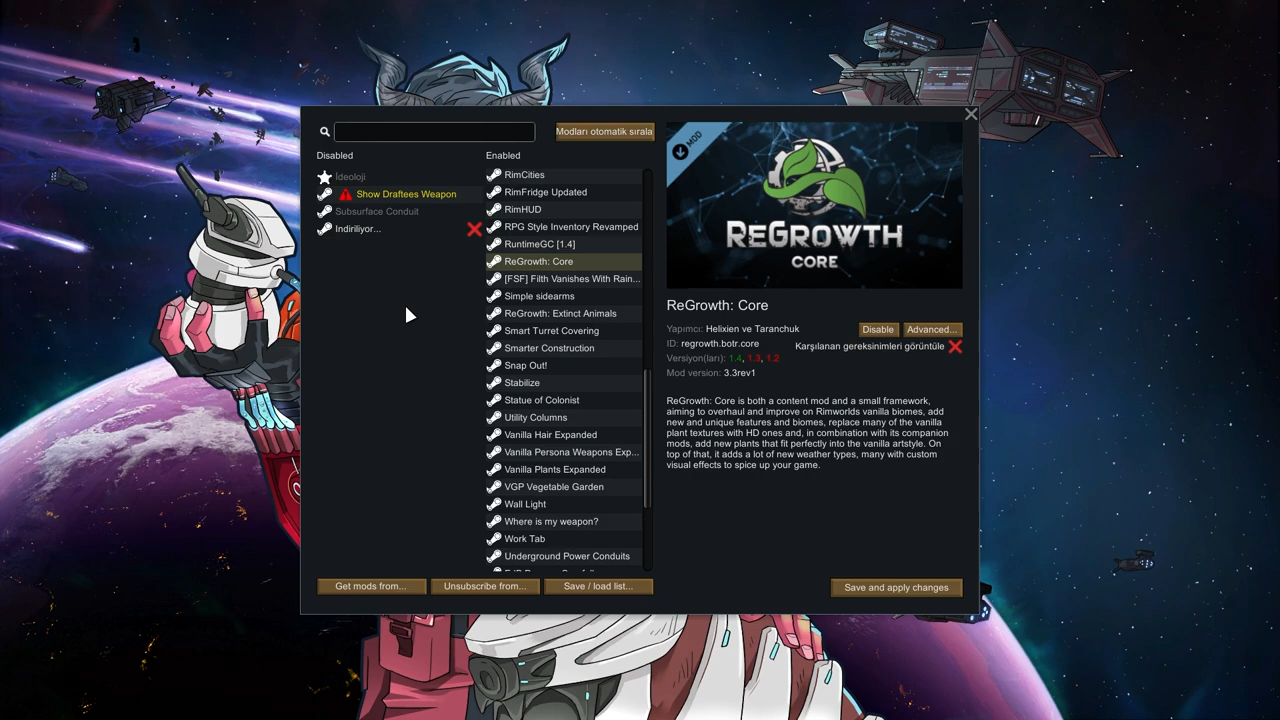 Modları otomatik sırala
Disabled
İdeoloji
Show Draftees Weapon
Subsurface Conduit
Indiriliyor...
Enabled
RimCities
RimFridge Updated
RimHUD
RPG Style Inventory Revamped
RuntimeGC [1.4]
ReGrowth: Core
[FSF] Filth Vanishes With Rain...
Simple sidearms
ReGrowth: Extinct Animals
Smart Turret Covering
Smarter Construction
Snap Out!
Stabilize
Statue of Colonist
Utility Columns
Vanilla Hair Expanded
Vanilla Persona Weapons Exp...
Vanilla Plants Expanded
VGP Vegetable Garden
Wall Light
Where is my weapon?
Work Tab
Underground Power Conduits
Get mods from...
Unsubscribe from...
Save / load list...
MOD
REGROWTH
CORE
ReGrowth: Core
Yapımcı: Helixien ve Taranchuk
Disable
Advanced...
ID: regrowth.botr.core
Karşılanan gereksinimleri görüntüle
Versiyon(ları): 1.4, 1.3, 1.2
Mod version: 3.3rev1
ReGrowth: Core is both a content mod and a small framework,
aiming to overhaul and improve on Rimworlds vanilla biomes, add
new and unique features and biomes, replace many of the vanilla
plant textures with HD ones and, in combination with its companion
mods, add new plants that fit perfectly into the vanilla artstyle. On
top of that, it adds a lot of new weather types, many with custom
visual effects to spice up your game.
Save and apply changes